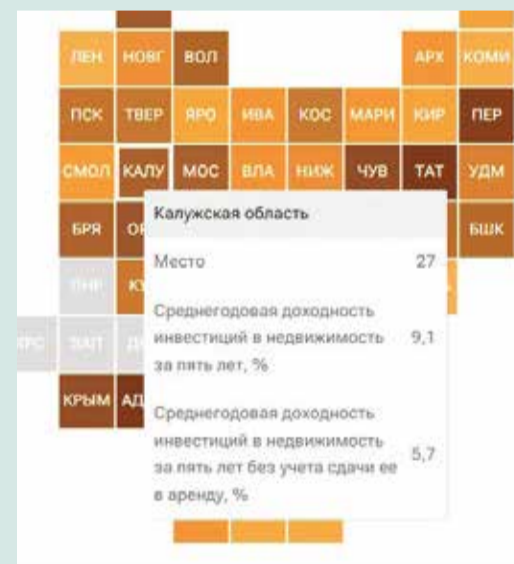 ЛЕН НОВГ ВОЛ АРХ КОМИ
ПСК ТВЕР ЯРО ИВА КОС МАРИ КИР ПЕР
СМОЛ КАЛУ МОС ВЛА НИЖ ЧУВ ТАТ УДМ
БРЯ БШК
Калужская область
Место 27
Среднегодовая доходность
инвестиций в недвижимость 9,1
за пять лет, %
Среднегодовая доходность
инвестиций в недвижимость
за пять лет без учета сдачи ее 5,7
в аренду, %
ЗАП
КРЫМ